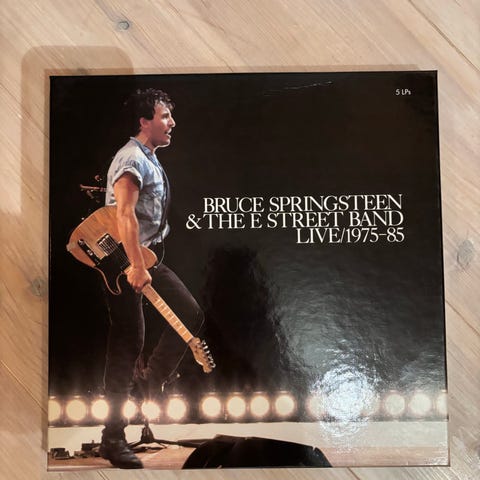 5 LPs
BRUCE SPRINGSTEEN
& THE E STREET BAND
LIVE/1975–85